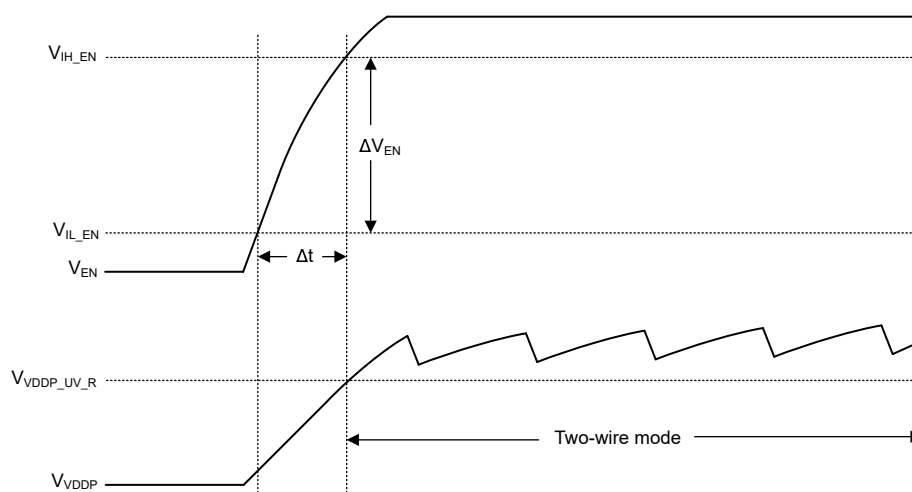 VIH_EN
ΔVEN
VIL_EN
Δt
VEN
VVDDP_UV_R
Two-wire mode
VVDDP